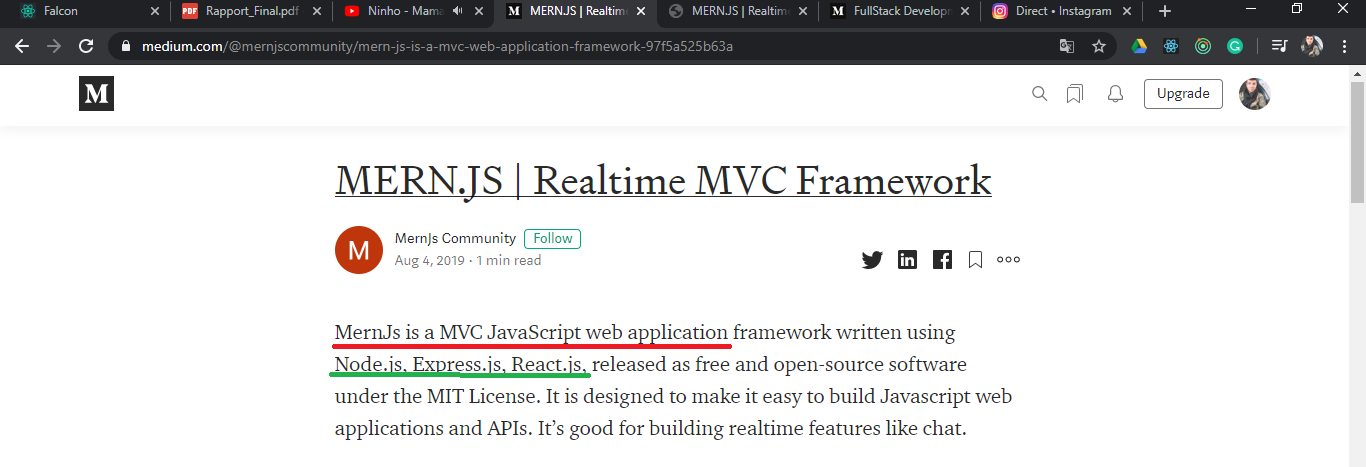 Falcon
Rapport_Final.pdf
Ninho - Mama
MERN.JS | Realtime
MERNJS | Realtime
FullStack Develop
Direct • Instagram
medium.com/@mernjscommunity/mern-js-is-a-mvc-web-application-framework-97f5a525b63a
M
Upgrade
MERN.JS | Realtime MVC Framework
M
MernJs Community
Follow
Aug 4, 2019 · 1 min read
MernJs is a MVC JavaScript web application framework written using
Node.js, Express.js, React.js, released as free and open-source software
under the MIT License. It is designed to make it easy to build Javascript web
applications and APIs. It’s good for building realtime features like chat.